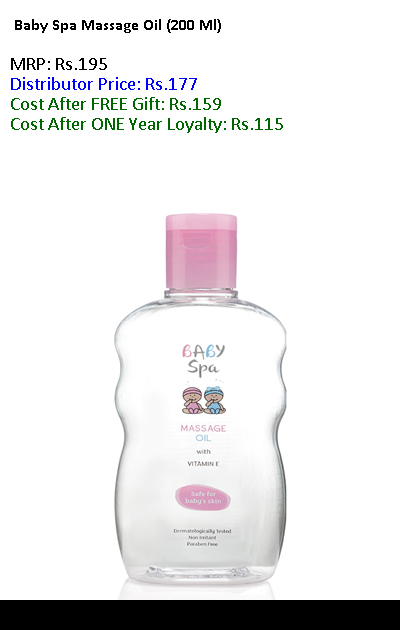 Baby Spa Massage Oil (200 Ml)
MRP: Rs.195
Distributor Price: Rs.177
Cost After FREE Gift: Rs.159
Cost After ONE Year Loyalty: Rs.115
BABY
Spa
MASSAGE
OIL
with
VITAMIN E
Safe for
baby's skin
Dermatologically tested
Non Irritant
Paraben Free